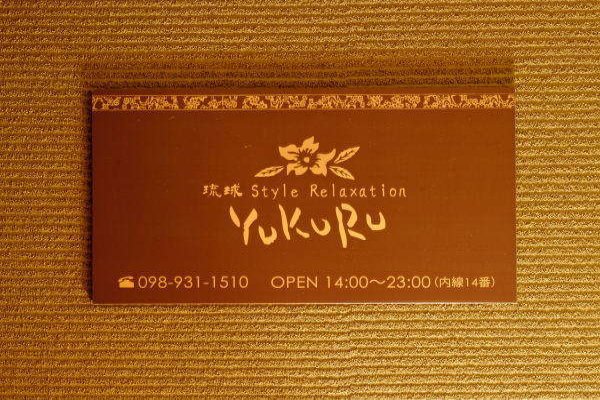 琉球 Style Relaxation
YuKuRu
☎098-931-1510 OPEN 14:00～23:00(内線14番)